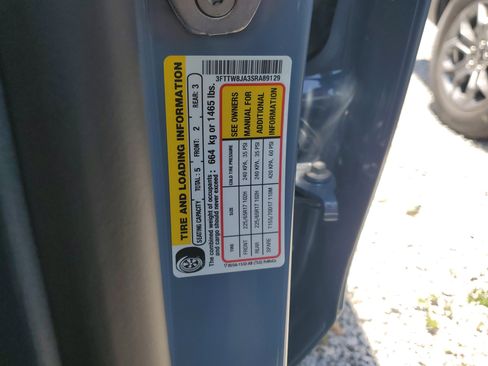 3FTTW8JA3SRA89129
TIRE AND LOADING INFORMATION
SEATING CAPACITY TOTAL: 5 FRONT: 2 REAR: 3
The combined weight of occupants
and cargo should never exceed: 664 kg or 1465 lbs.
TIRE SIZE COLD TIRE PRESSURE
FRONT 225/65R17 102H 240 KPA, 35 PSI
REAR 225/65R17 102H 240 KPA, 35 PSI
SPARE T155/70D17 110M 420 KPA, 60 PSI
SEE OWNERS
MANUAL FOR
ADDITIONAL
INFORMATION